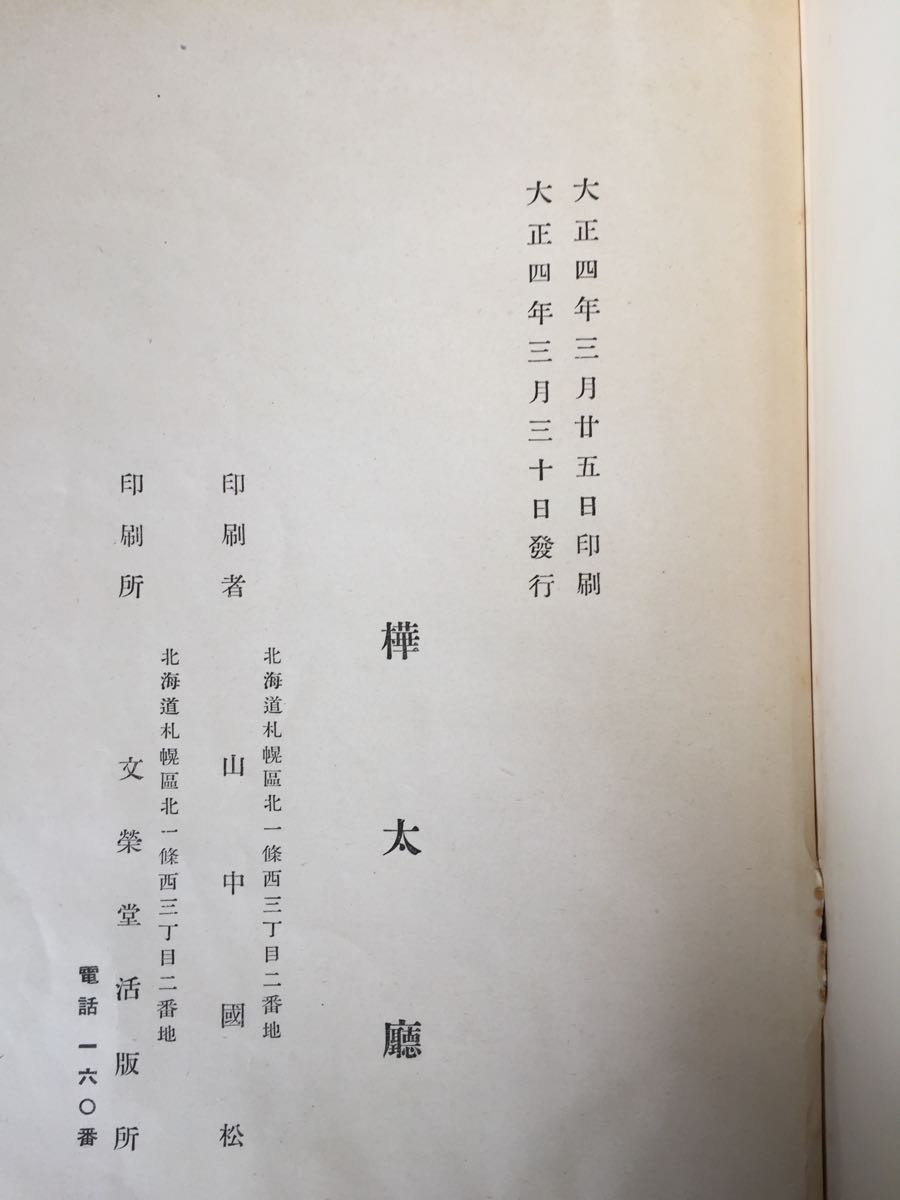 大正四年三月廿五日印刷
大正四年三月三十日發行
樺太廳
北海道札幌區北一條西三丁目二番地
印刷者　山中國松
北海道札幌區北一條西三丁目二番地
印刷所　文榮堂活版所
電話一六〇番